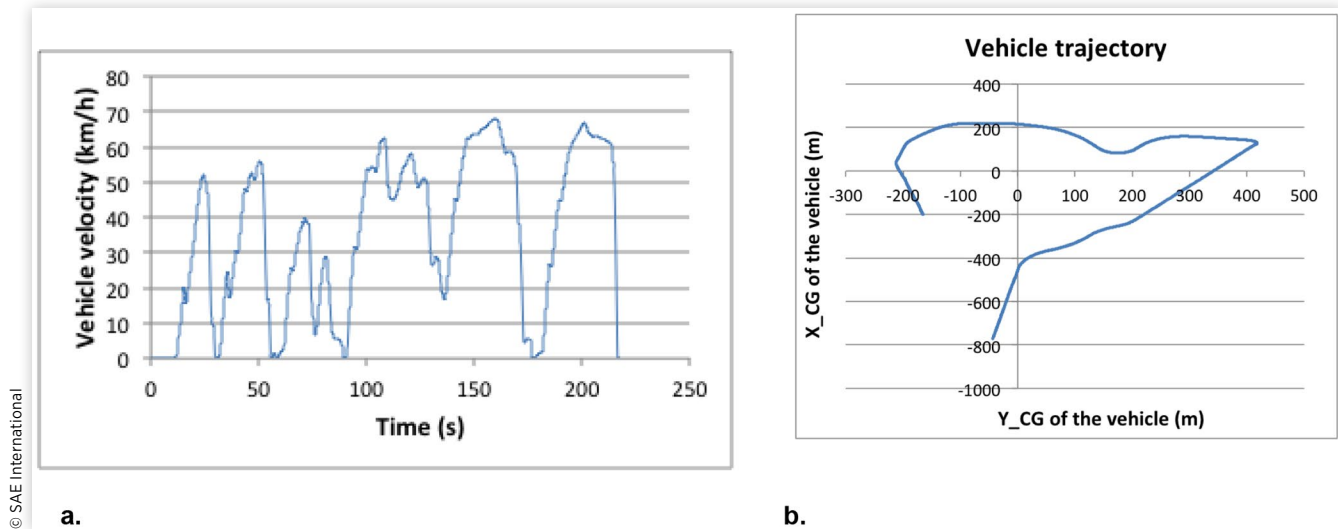 © SAE International
Vehicle velocity (km/h)
80
70
60
50
40
30
20
10
0
0 50 100 150 200 250
Time (s)
a.
Vehicle trajectory
X_CG of the vehicle (m)
400
200
0
-300 -200 -100 0 100 200 300 400 500
-200
-400
-600
-800
-1000
Y_CG of the vehicle (m)
b.